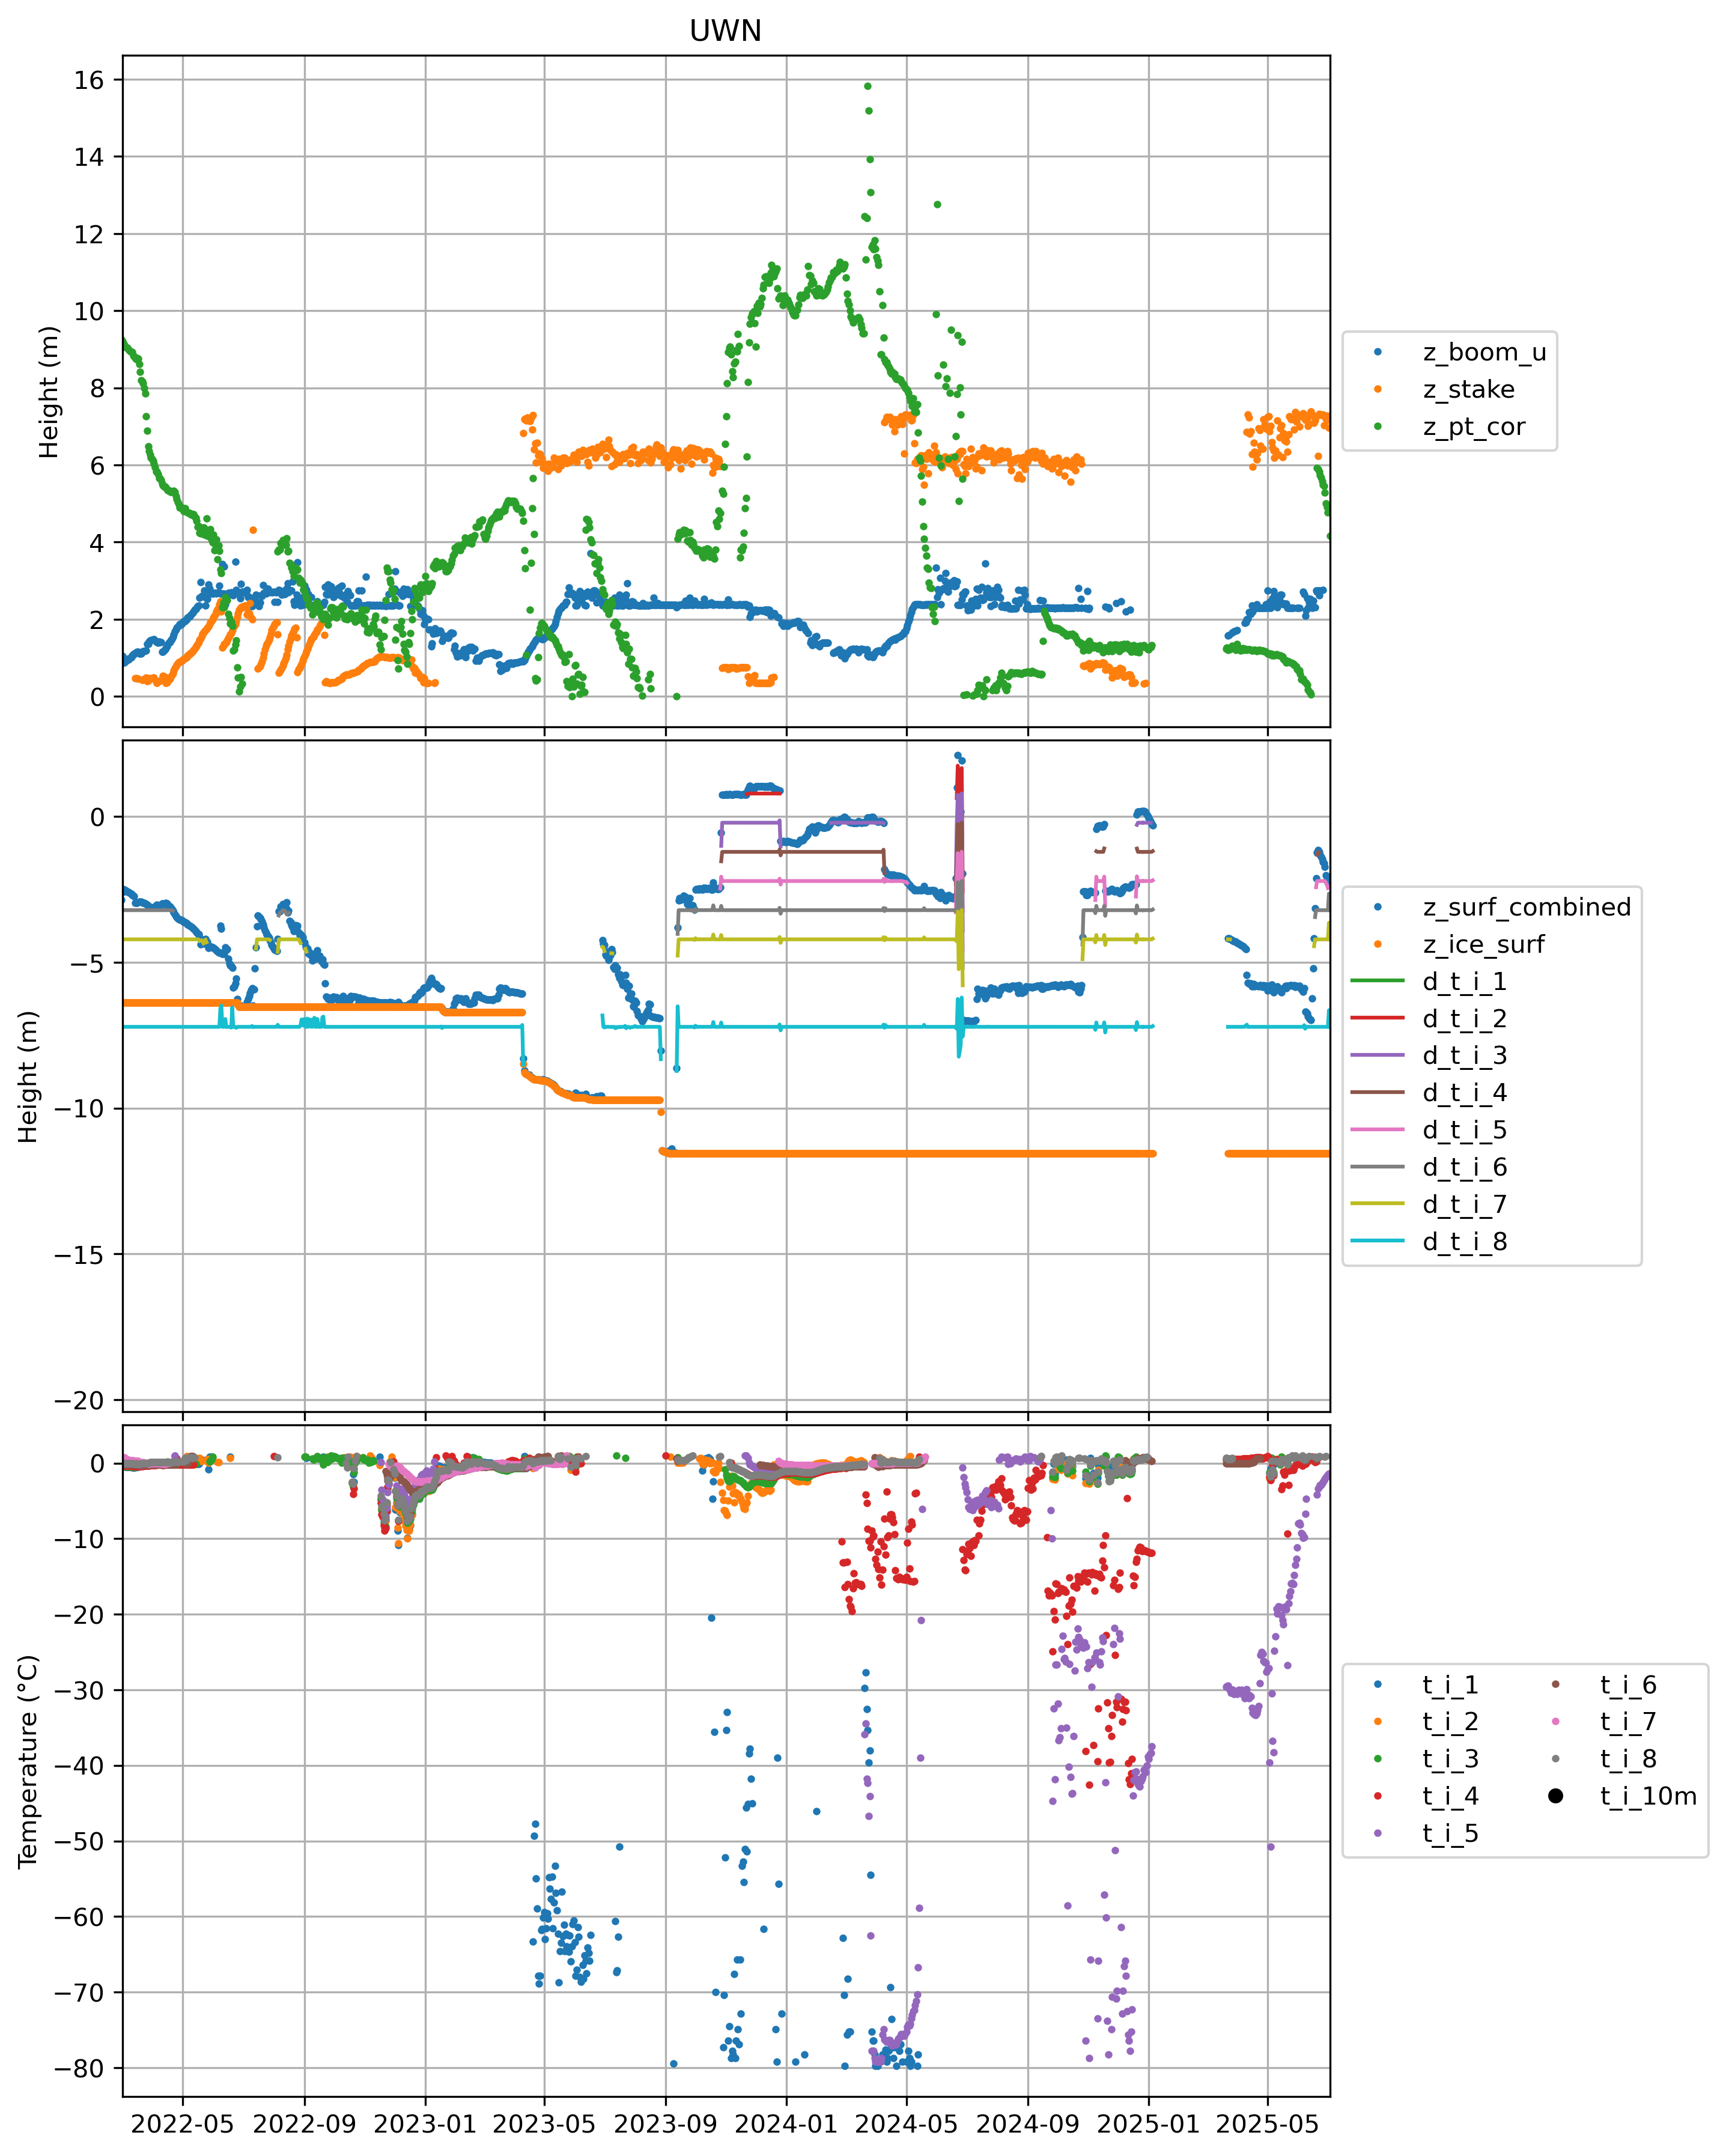 UWN
16
14
12
10
8
6
4
2
0
Height (m)
z_boom_u
z_stake
z_pt_cor
0
−5
−10
−15
−20
Height (m)
z_surf_combined
z_ice_surf
d_t_i_1
d_t_i_2
d_t_i_3
d_t_i_4
d_t_i_5
d_t_i_6
d_t_i_7
d_t_i_8
0
−10
−20
−30
−40
−50
−60
−70
−80
Temperature (°C)
t_i_1
t_i_2
t_i_3
t_i_4
t_i_5
t_i_6
t_i_7
t_i_8
t_i_10m
2022-05 2022-09 2023-01 2023-05 2023-09 2024-01 2024-05 2024-09 2025-01 2025-05